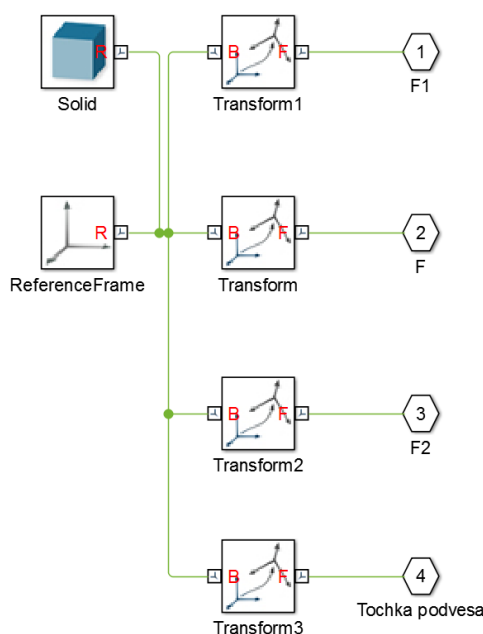 R B F 1
Solid Transform1 F1
R B F 2
ReferenceFrame Transform F
B F 3
Transform2 F2
B F 4
Transform3 Tochka podvesa